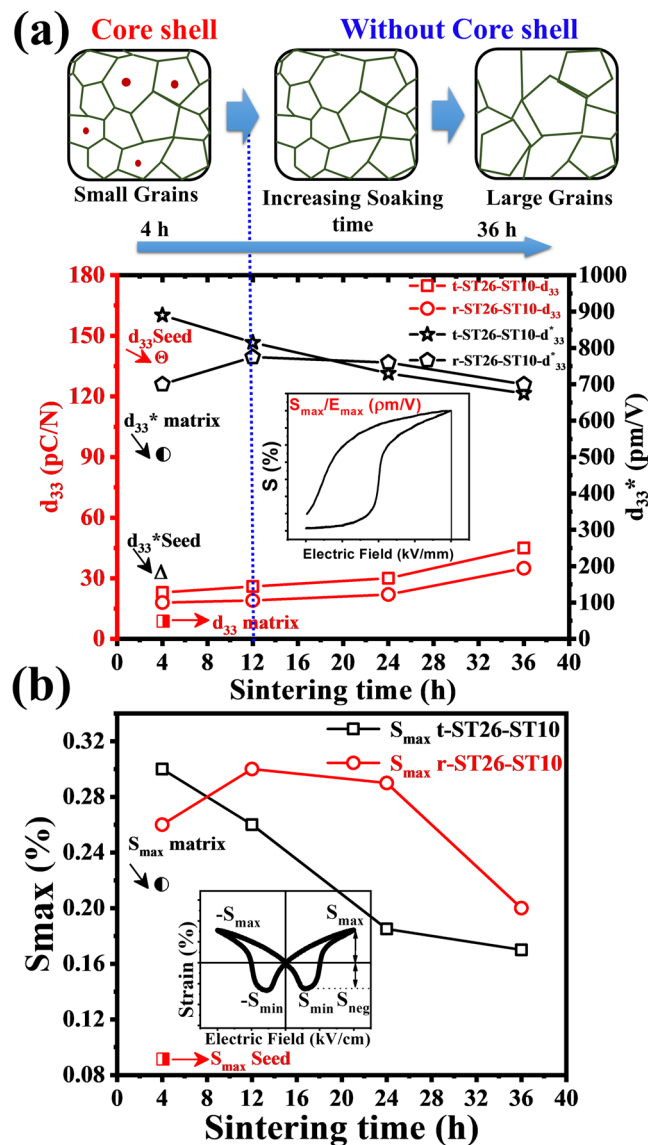 (a)
Core shell
Without Core shell
Small Grains
Increasing Soaking
time
Large Grains
4 h
36 h
180
150
120
90
60
30
0
d33 (pC/N)
1000
900
800
700
600
500
400
300
200
100
0
d33* (pm/V)
t-ST26-ST10-d33
r-ST26-ST10-d33
t-ST26-ST10-d*33
r-ST26-ST10-d*33
d33Seed
d33* matrix
d33*Seed
d33 matrix
Smax/Emax (ρm/V)
S (%)
Electric Field (kV/mm)
0 4 8 12 16 20 24 28 32 36 40
Sintering time (h)
(b)
Smax t-ST26-ST10
Smax r-ST26-ST10
0.32
0.28
0.24
0.20
0.16
0.12
0.08
Smax (%)
Smax matrix
Smax Seed
-Smax
Smax
-Smin
Smin
Sneg
Strain (%)
Electric Field (kV/cm)
0 4 8 12 16 20 24 28 32 36 40
Sintering time (h)